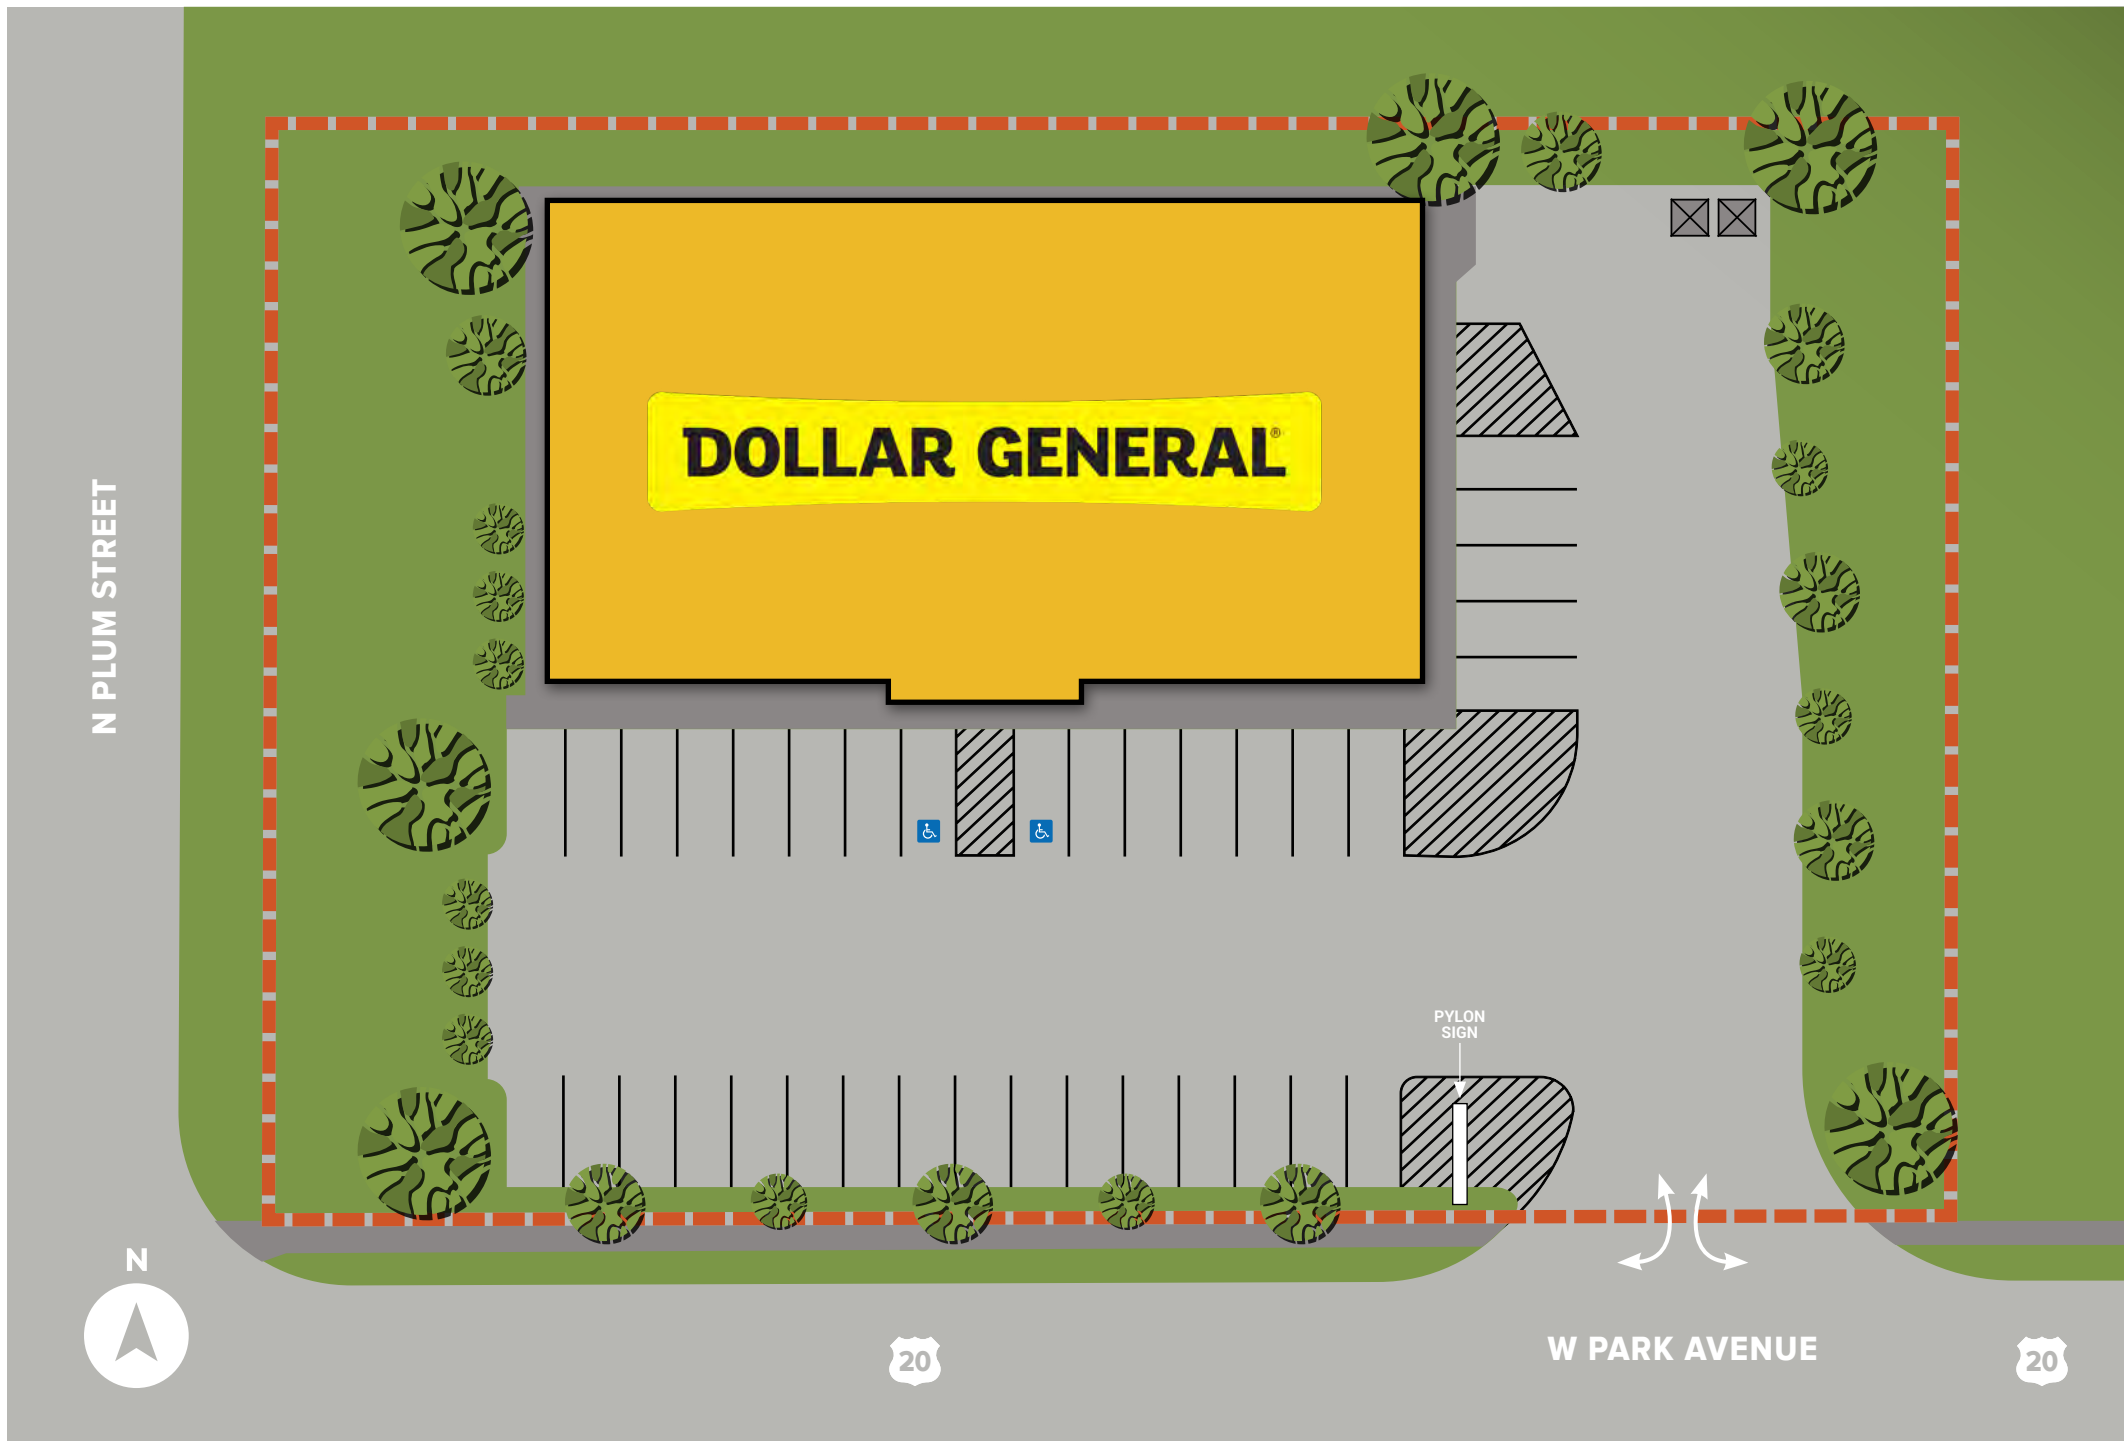 DOLLAR GENERAL®
N PLUM STREET
PYLON
SIGN
N
20
W PARK AVENUE
20